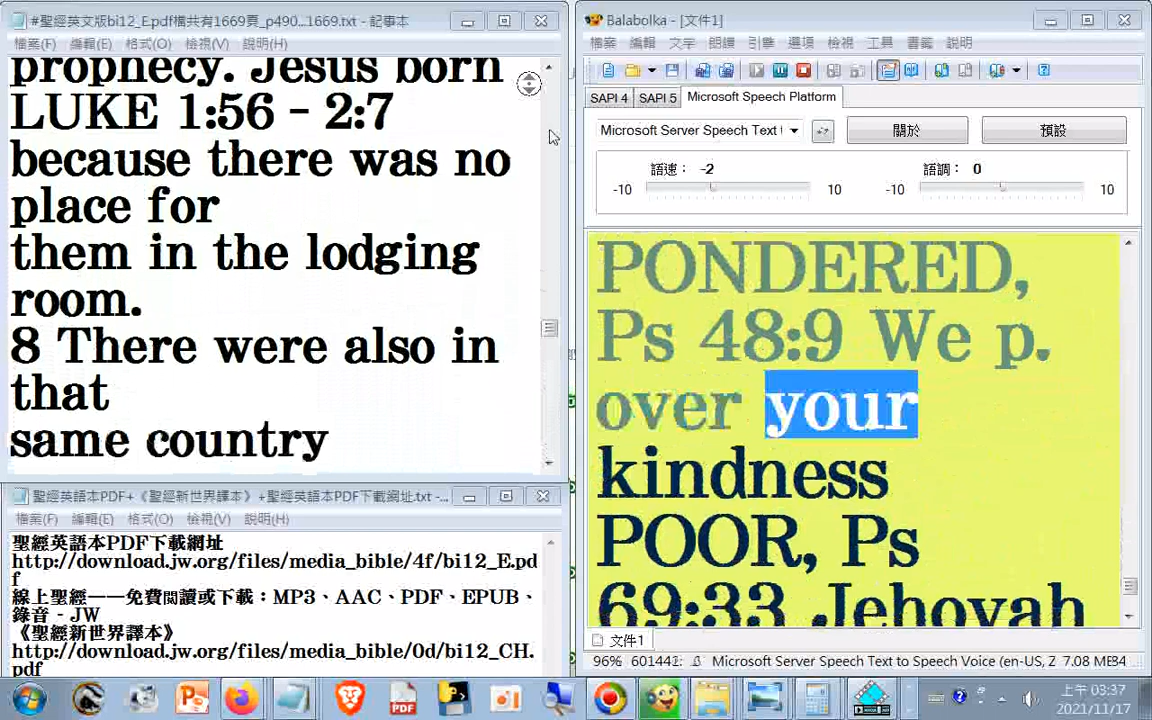 #聖經英文版bi12_E.pdf橫共有1669頁_p490...1669.txt - 記事本
檔案(F) 編輯(E) 格式(O) 檢視(V) 說明(H)
prophecy. Jesus born
LUKE 1:56 - 2:7
because there was no
place for
them in the lodging
room.
8 There were also in
that
same country
聖經英語本PDF+《聖經新世界譯本》+聖經英語本PDF下載網址.txt -...
檔案(F) 編輯(E) 格式(O) 檢視(V) 說明(H)
聖經英語本PDF下載網址
http://download.jw.org/files/media_bible/4f/bi12_E.pd
f
線上聖經——免費閱讀或下載：MP3、AAC、PDF、EPUB、
錄音 - JW
《聖經新世界譯本》
http://download.jw.org/files/media_bible/0d/bi12_CH.
pdf
Balabolka - [文件1]
檔案 編輯 文字 朗讀 引擎 選項 檢視 工具 書籤 說明
SAPI 4 SAPI 5 Microsoft Speech Platform
Microsoft Server Speech Text 關於 預設
語速： -2 語調： 0
-10 10 -10 10
PONDERED,
Ps 48:9 We p.
over your
kindness
POOR, Ps
69:33 Jehovah
文件1
96% Microsoft Server Speech Text to Speech Voice (en-US, Z 7.08 MB
上午 03:37
2021/11/17